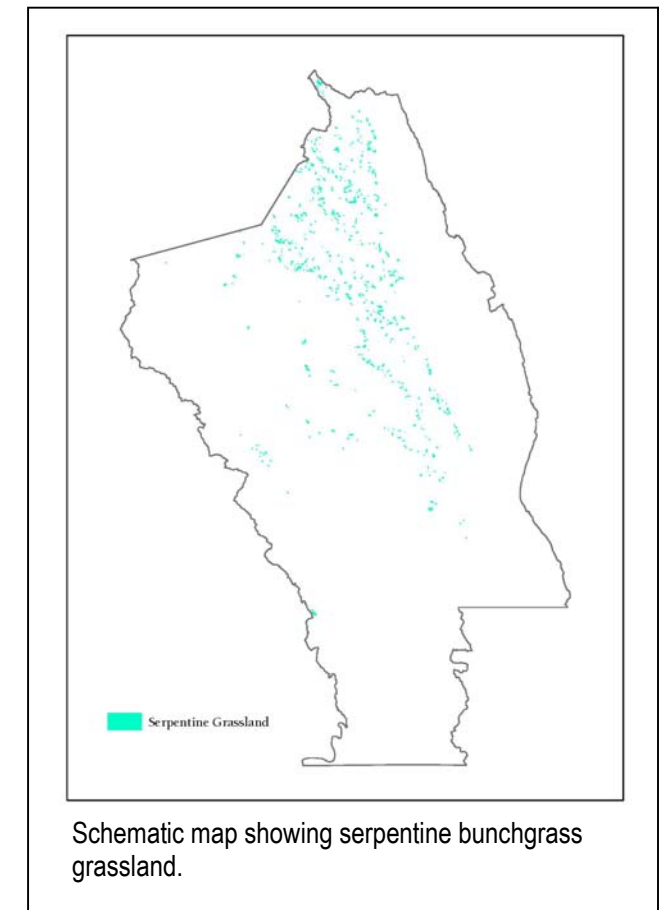 Serpentine Grassland
Schematic map showing serpentine bunchgrass
grassland.